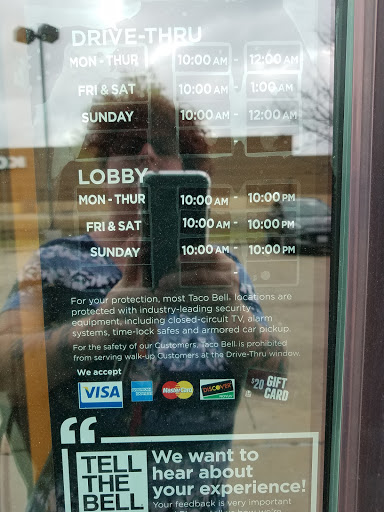 DRIVE-THRU
MON - THUR 10:00 AM - 12:00 AM
FRI & SAT 10:00 AM - 1:00 AM
SUNDAY 10:00 AM - 12:00 AM
LOBBY
MON - THUR 10:00 AM - 10:00 PM
FRI & SAT 10:00 AM - 10:00 PM
SUNDAY 10:00 AM - 10:00 PM
For your protection, most Taco Bell locations are
protected with industry-leading security
equipment, including closed-circuit TV, alarm
systems, time-lock safes and armored car pickup.
For the safety of our Customers, Taco Bell is prohibited
from serving walk-up Customers at the Drive-Thru window.
We accept
VISA AMERICAN EXPRESS MasterCard DISCOVER $20 GIFT CARD
TELL THE BELL
We want to
hear about
your experience!
Your feedback is very important